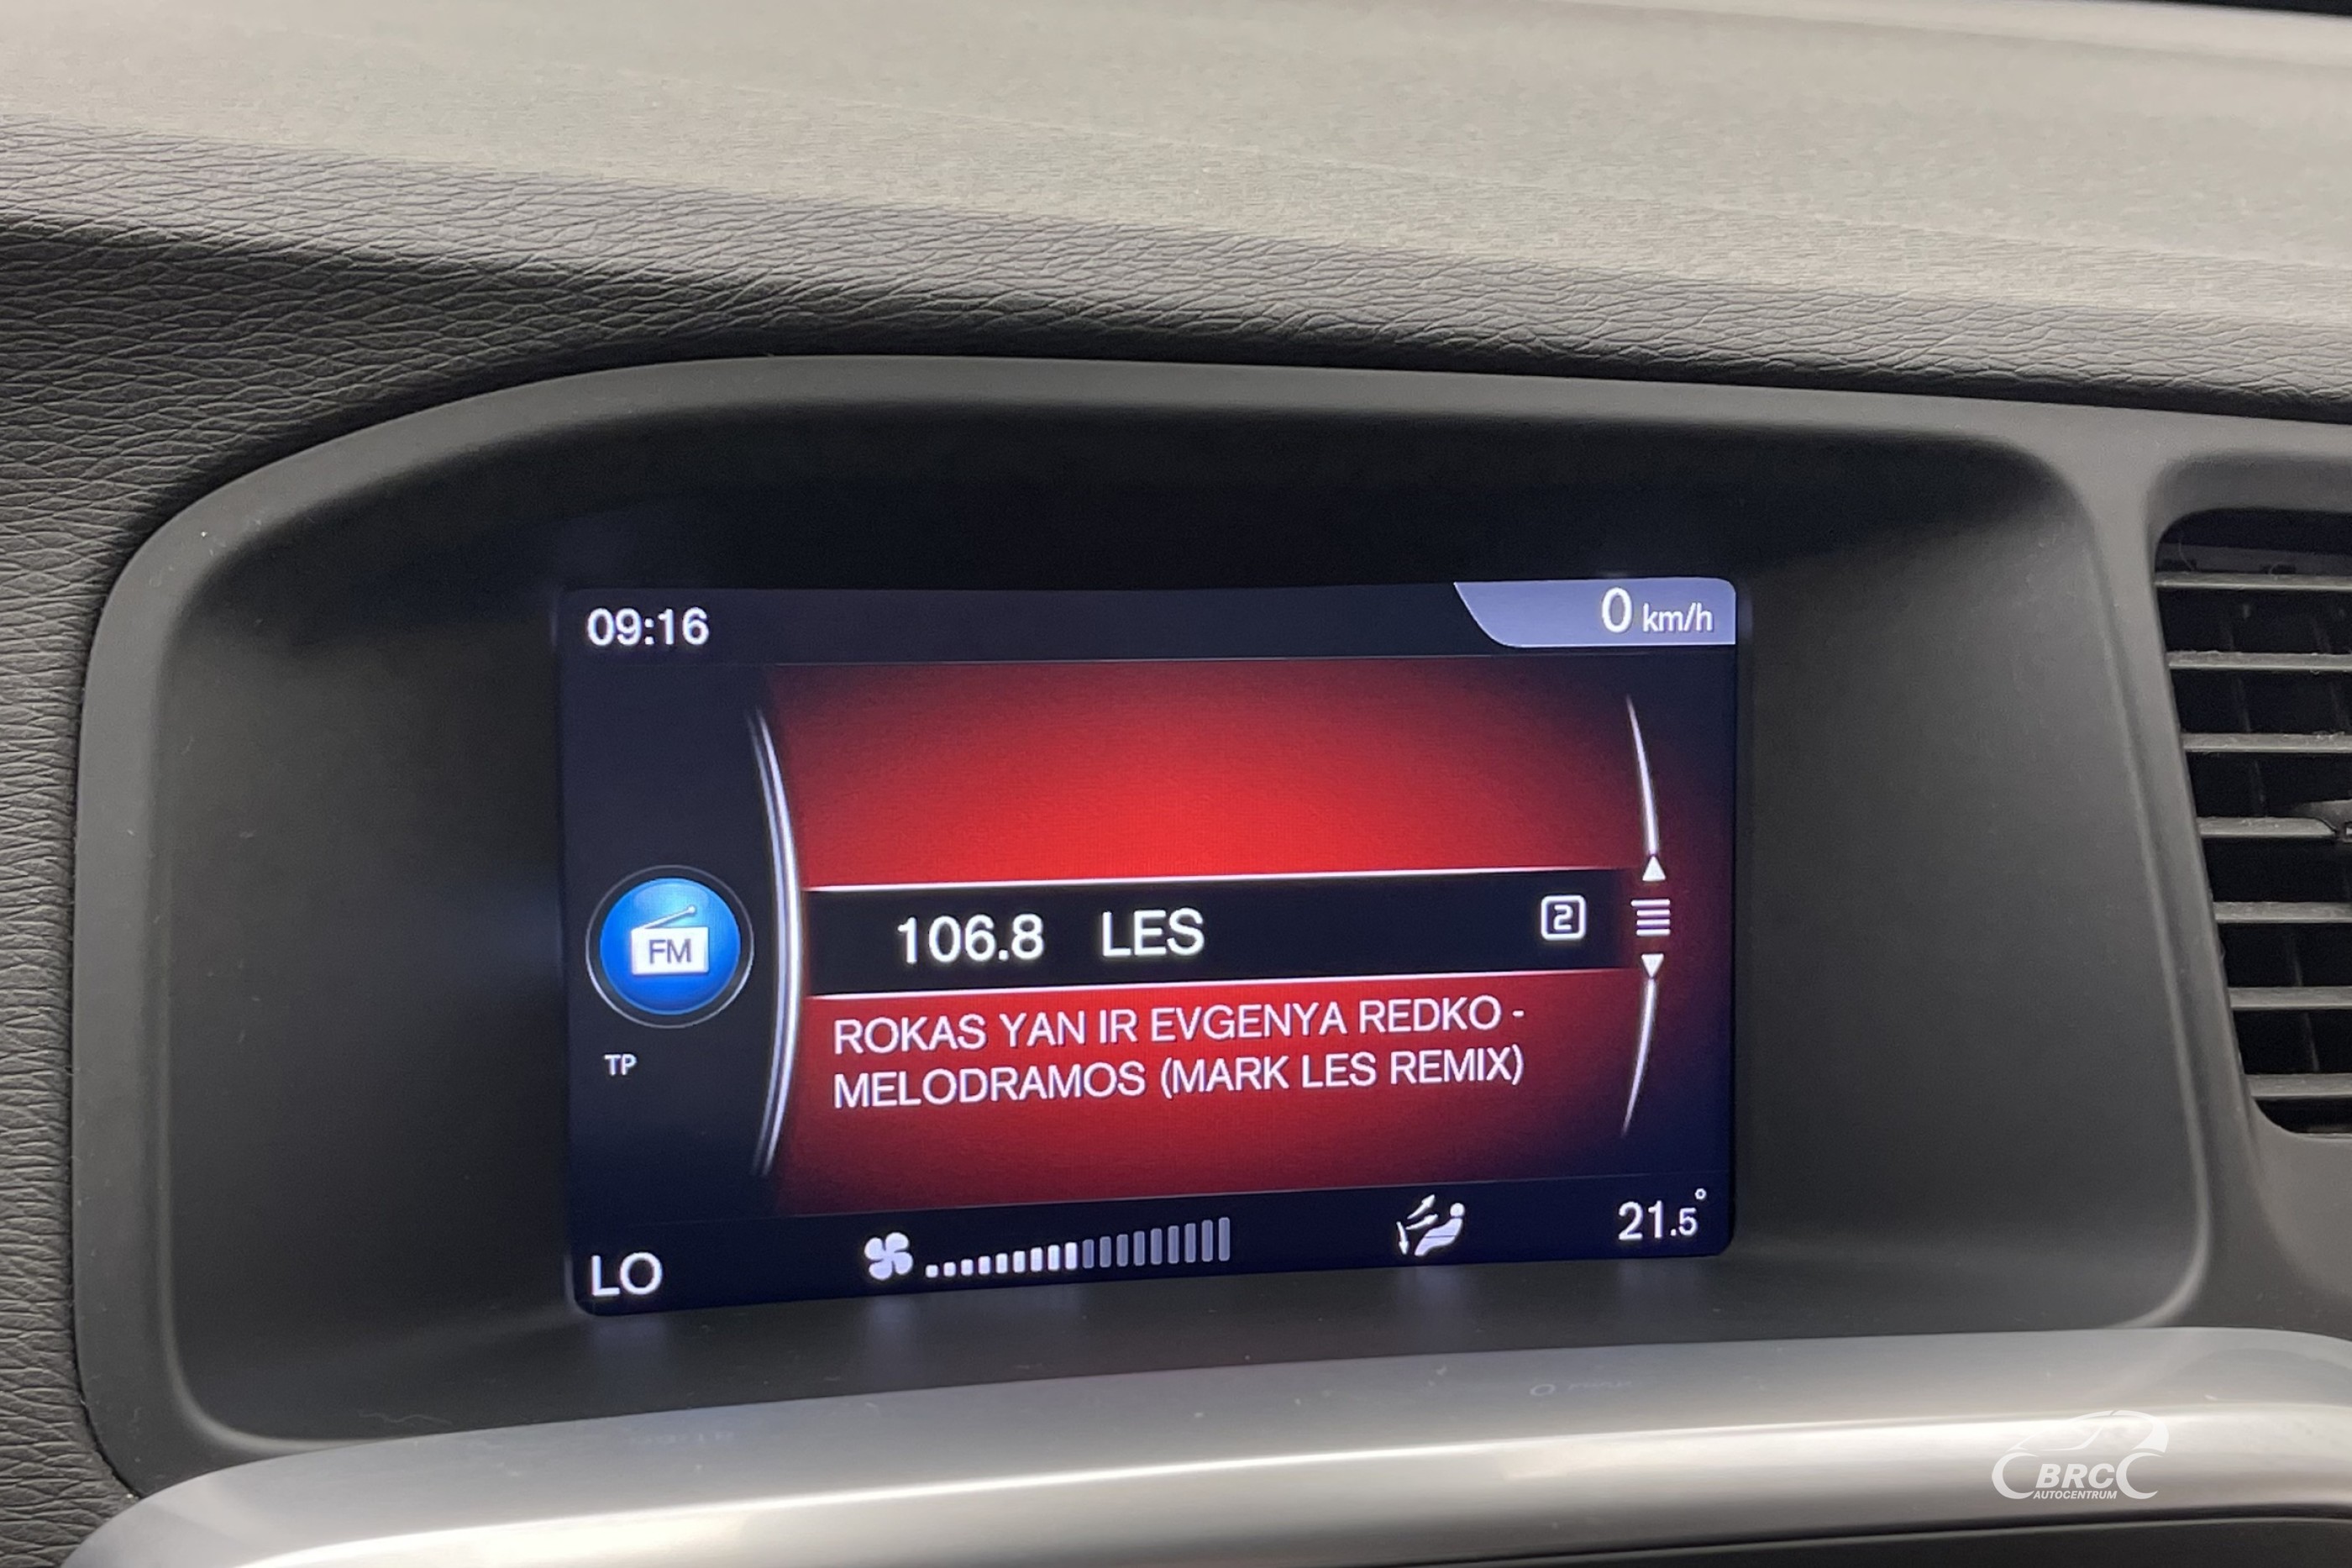 09:16
0 km/h
FM
106.8 LES 2
TP
ROKAS YAN IR EVGENYA REDKO -
MELODRAMOS (MARK LES REMIX)
LO
21.5°
BRC
AUTOCENTRUM